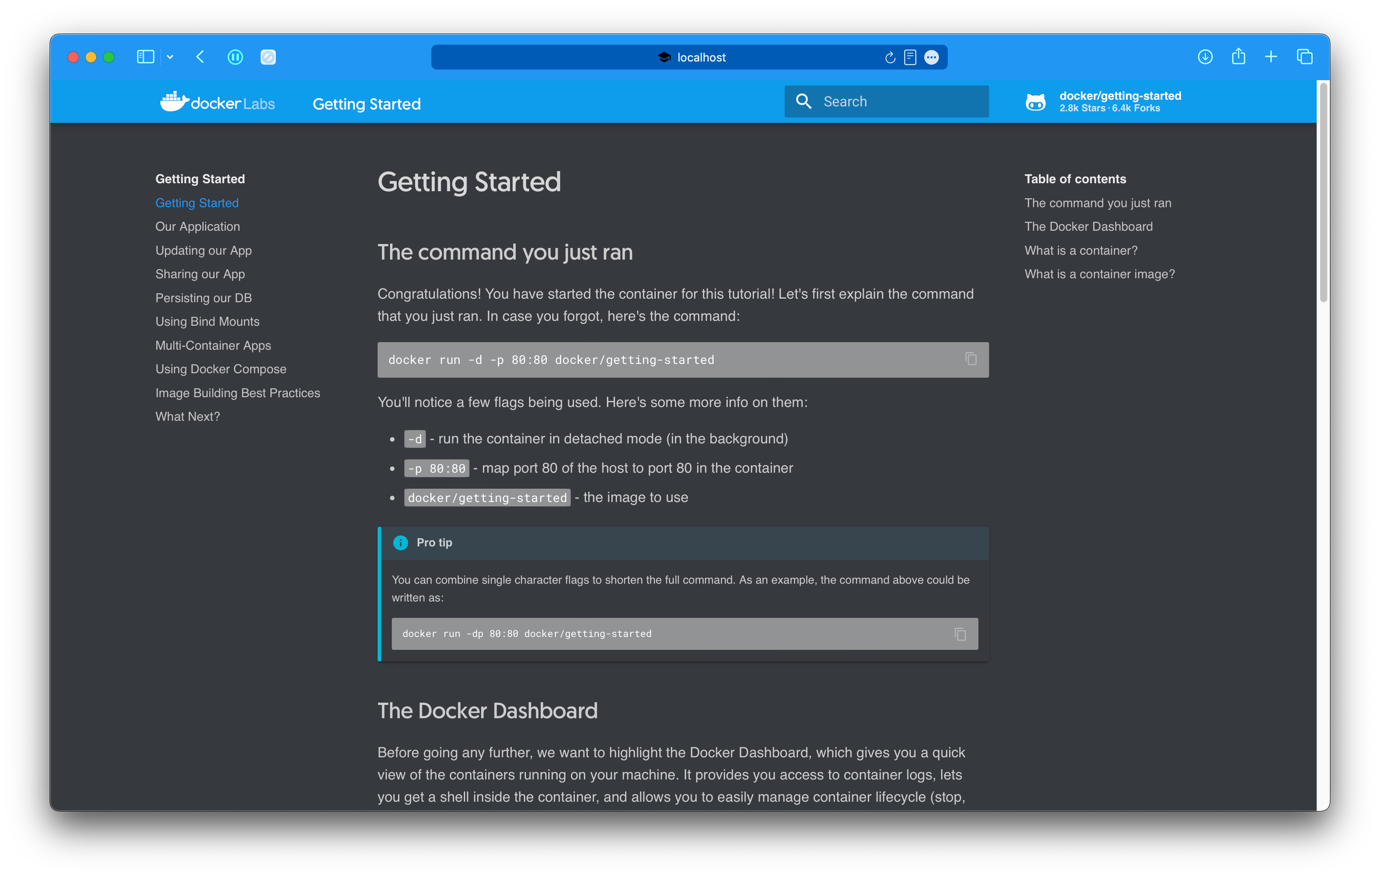 localhost
docker Labs
Getting Started
Search
docker/getting-started
2.8k Stars · 6.4k Forks
Getting Started
Getting Started
Our Application
Updating our App
Sharing our App
Persisting our DB
Using Bind Mounts
Multi-Container Apps
Using Docker Compose
Image Building Best Practices
What Next?
Getting Started
The command you just ran
Congratulations! You have started the container for this tutorial! Let's first explain the command
that you just ran. In case you forgot, here's the command:
docker run -d -p 80:80 docker/getting-started
You'll notice a few flags being used. Here's some more info on them:
• -d - run the container in detached mode (in the background)
• -p 80:80 - map port 80 of the host to port 80 in the container
• docker/getting-started - the image to use
Pro tip
You can combine single character flags to shorten the full command. As an example, the command above could be
written as:
docker run -dp 80:80 docker/getting-started
The Docker Dashboard
Before going any further, we want to highlight the Docker Dashboard, which gives you a quick
view of the containers running on your machine. It provides you access to container logs, lets
you get a shell inside the container, and allows you to easily manage container lifecycle (stop,
Table of contents
The command you just ran
The Docker Dashboard
What is a container?
What is a container image?